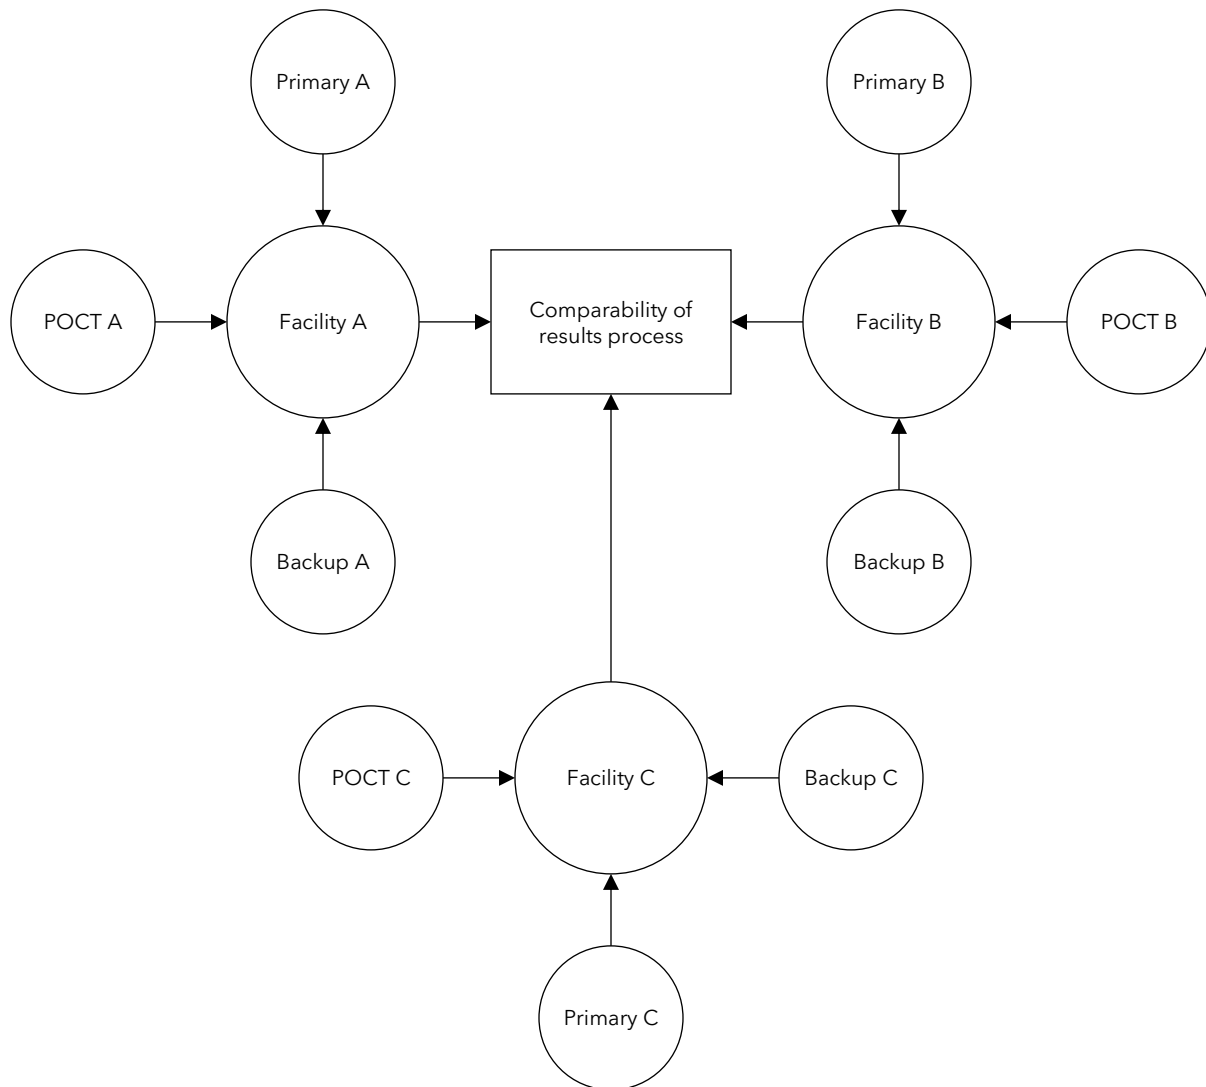 Primary A
Primary B
POCT A
Facility A
Comparability of
results process
Facility B
POCT B
Backup A
Backup B
POCT C
Facility C
Backup C
Primary C